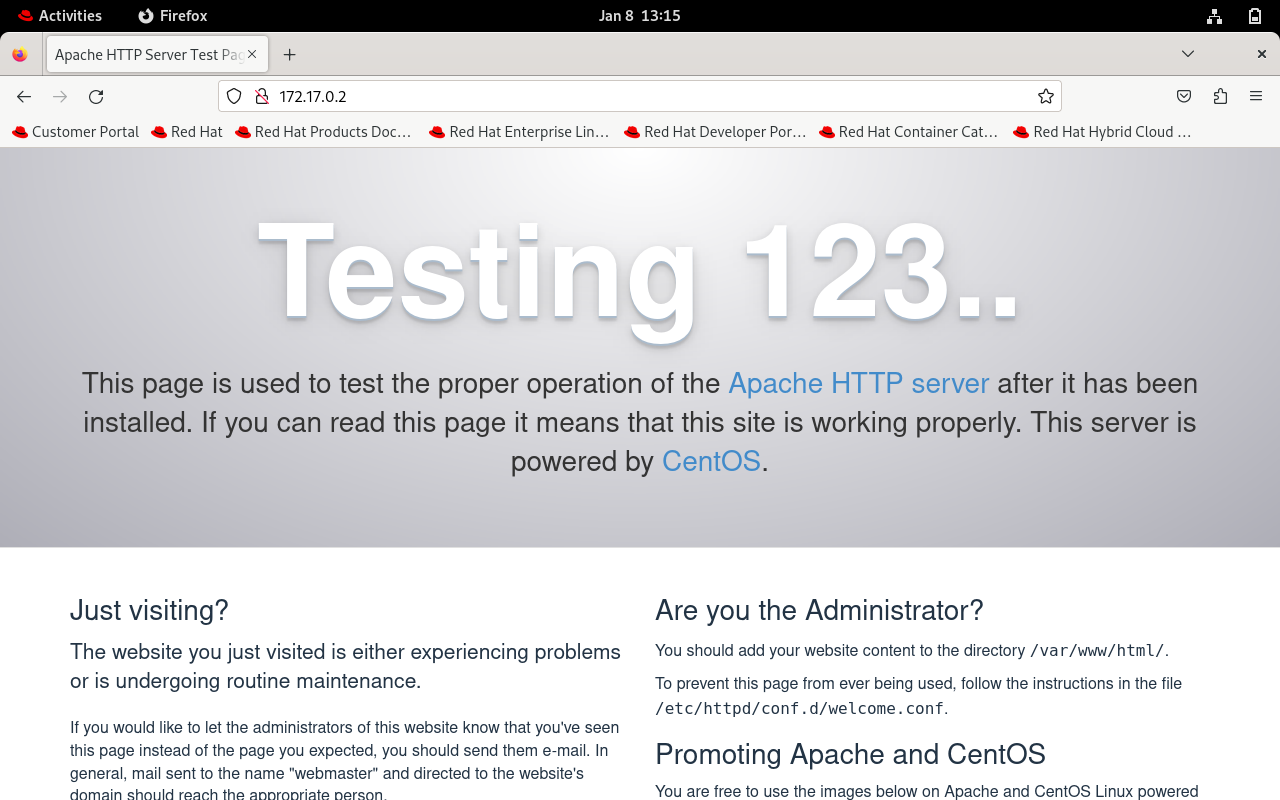 Activities Firefox Jan 8 13:15
Apache HTTP Server Test Pag
172.17.0.2
Customer Portal Red Hat Red Hat Products Doc… Red Hat Enterprise Lin… Red Hat Developer Por… Red Hat Container Cat… Red Hat Hybrid Cloud …
Testing 123..
This page is used to test the proper operation of the Apache HTTP server after it has been
installed. If you can read this page it means that this site is working properly. This server is
powered by CentOS.
Just visiting?
The website you just visited is either experiencing problems
or is undergoing routine maintenance.
If you would like to let the administrators of this website know that you've seen
this page instead of the page you expected, you should send them e-mail. In
general, mail sent to the name "webmaster" and directed to the website's
domain should reach the appropriate person.
Are you the Administrator?
You should add your website content to the directory /var/www/html/.
To prevent this page from ever being used, follow the instructions in the file
/etc/httpd/conf.d/welcome.conf.
Promoting Apache and CentOS
You are free to use the images below on Apache and CentOS Linux powered